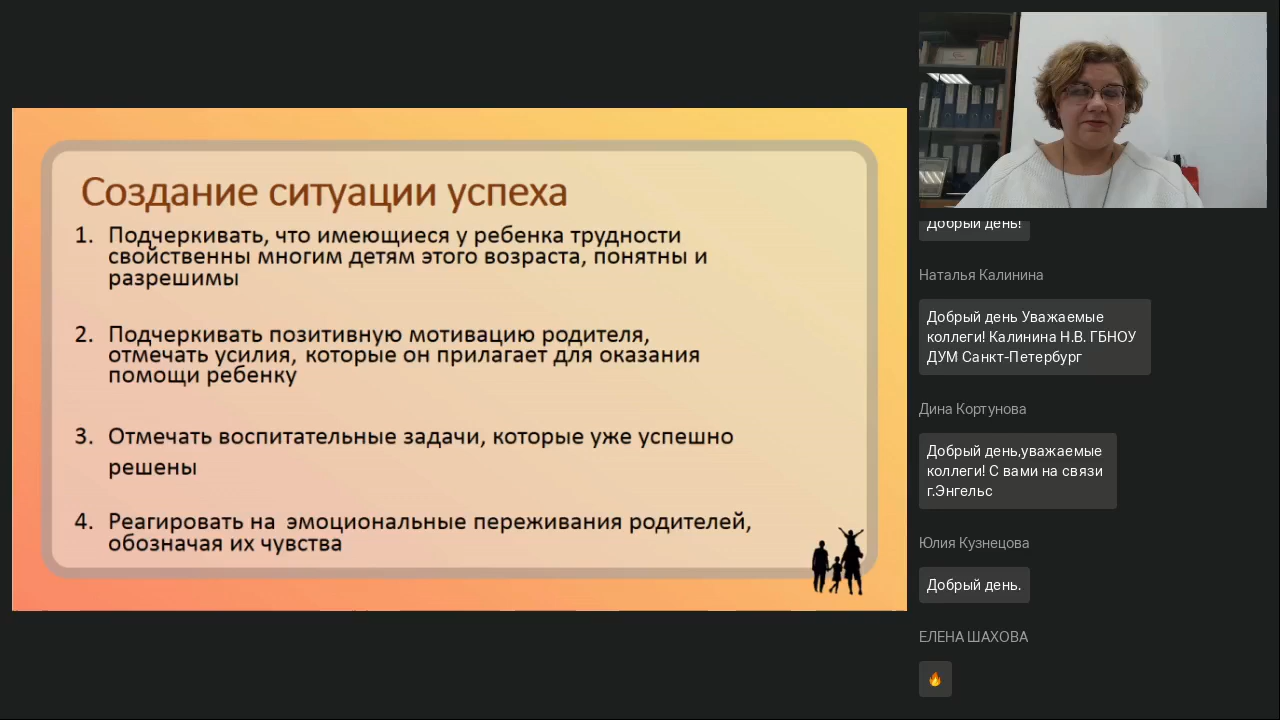 Создание ситуации успеха
1. Подчеркивать, что имеющиеся у ребенка трудности
свойственны многим детям этого возраста, понятны и
разрешимы
2. Подчеркивать позитивную мотивацию родителя,
отмечать усилия, которые он прилагает для оказания
помощи ребенку
3. Отмечать воспитательные задачи, которые уже успешно
решены
4. Реагировать на эмоциональные переживания родителей,
обозначая их чувства
Добрый день!
Наталья Калинина
Добрый день Уважаемые
коллеги! Калинина Н.В. ГБНОУ
ДУМ Санкт-Петербург
Дина Кортунова
Добрый день,уважаемые
коллеги! С вами на связи
г.Энгельс
Юлия Кузнецова
Добрый день.
ЕЛЕНА ШАХОВА
🔥